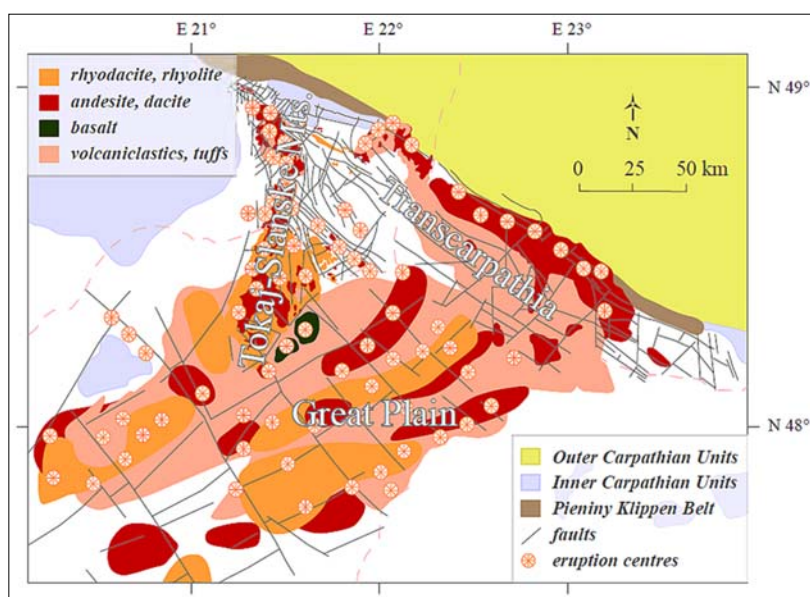 E 21° E 22° E 23°
rhyodacite, rhyolite
andesite, dacite
basalt
volcaniclastics, tuffs
N 49°
N
0 25 50 km
Tokaj-Slanske Mts.
Transcarpathia
Great Plain
N 48°
Outer Carpathian Units
Inner Carpathian Units
Pieniny Klippen Belt
faults
eruption centres